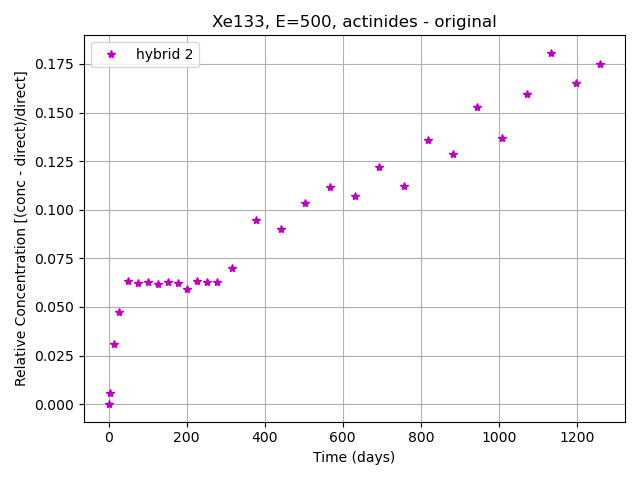 Xe133, E=500, actinides - original
hybrid 2
Relative Concentration [(conc - direct)/direct]
0.175
0.150
0.125
0.100
0.075
0.050
0.025
0.000
0 200 400 600 800 1000 1200
Time (days)